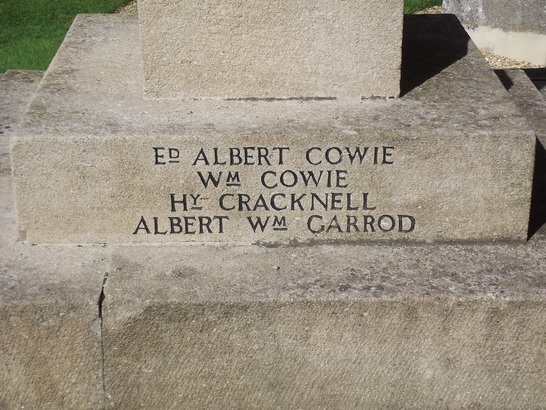 Eᴰ ALBERT COWIE
Wᴹ COWIE
Hʸ CRACKNELL
ALBERT Wᴹ GARROD